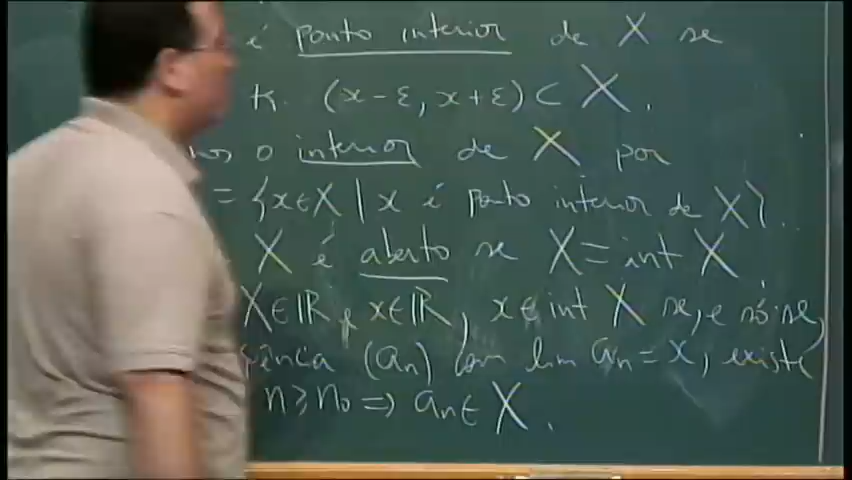 é ponto interior de X se
t.q. (x-ε, x+ε) ⊂ X.
o interior de X por
= {x∈X | x é ponto interior de X}.
X é aberto se X = int X
X∈ℝ, x∈ℝ, x∈ int X se, e só se,
(an) com lim an = x, existe
n ≥ n₀ ⇒ an ∈ X.